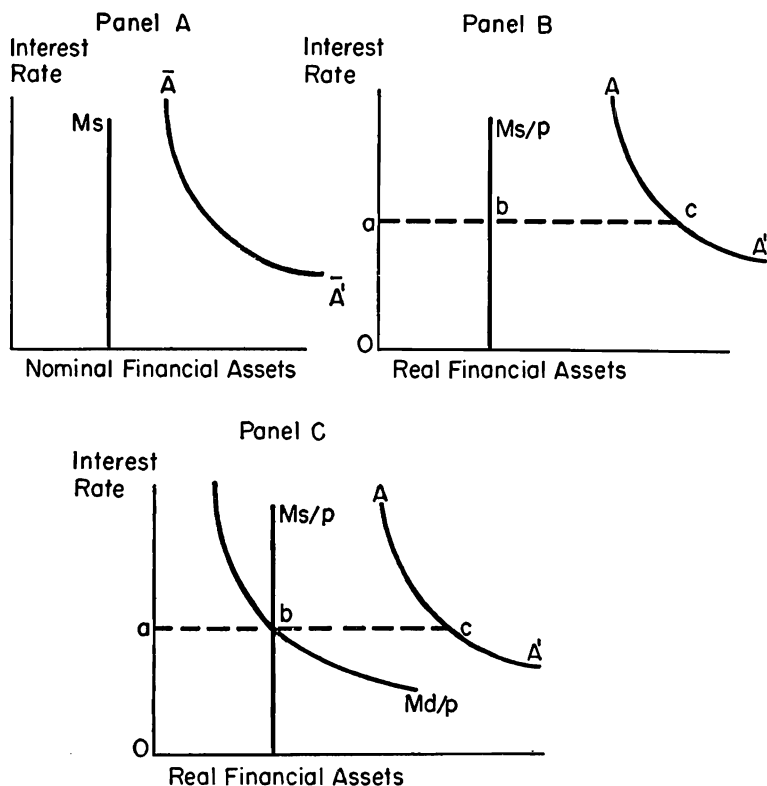 Panel A
Interest
Rate
Ā
Ms
Ā'
Nominal Financial Assets
Panel B
Interest
Rate
A
Ms/p
a
b
c
A'
O
Real Financial Assets
Panel C
Interest
Rate
A
Ms/p
a
b
c
A'
Md/p
O
Real Financial Assets